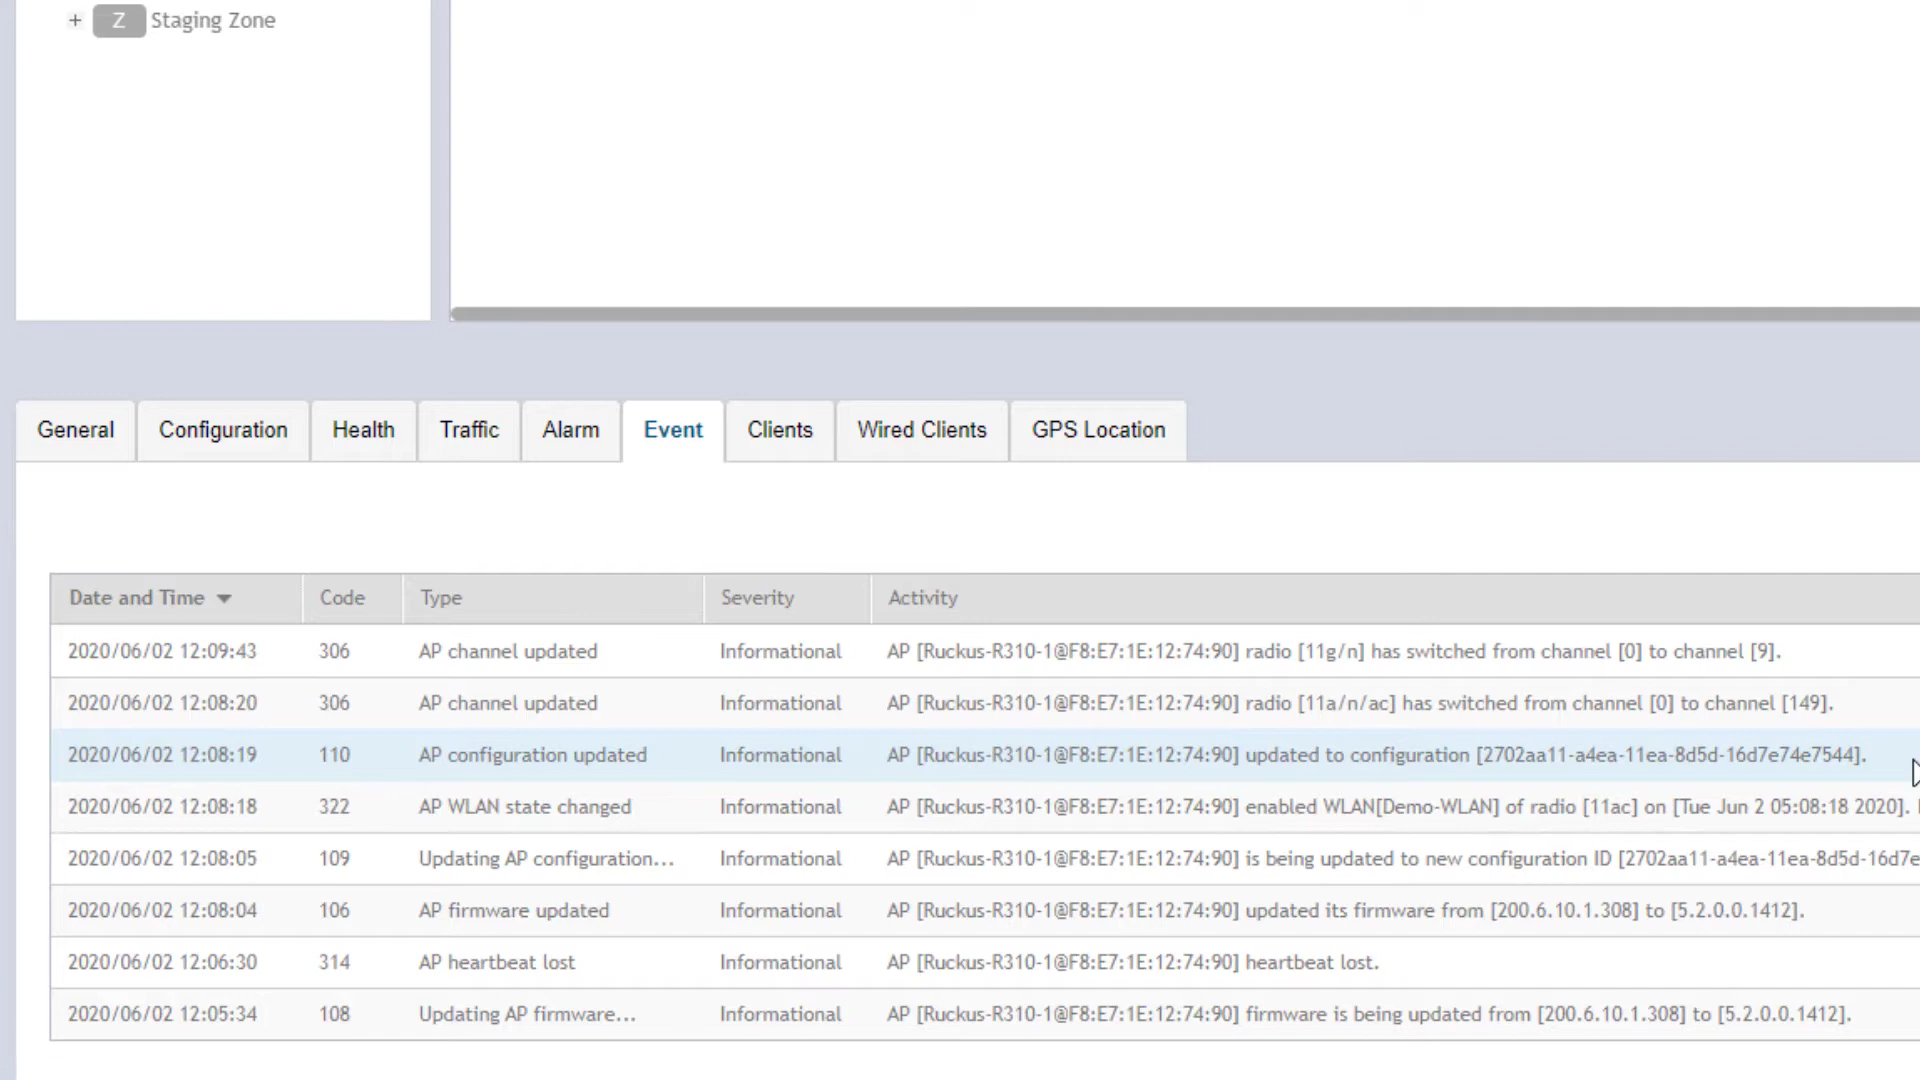 + Z Staging Zone
General Configuration Health Traffic Alarm Event Clients Wired Clients GPS Location
Date and Time Code Type Severity Activity
2020/06/02 12:09:43 306 AP channel updated Informational AP [Ruckus-R310-1@F8:E7:1E:12:74:90] radio [11g/n] has switched from channel [0] to channel [9].
2020/06/02 12:08:20 306 AP channel updated Informational AP [Ruckus-R310-1@F8:E7:1E:12:74:90] radio [11a/n/ac] has switched from channel [0] to channel [149].
2020/06/02 12:08:19 110 AP configuration updated Informational AP [Ruckus-R310-1@F8:E7:1E:12:74:90] updated to configuration [2702aa11-a4ea-11ea-8d5d-16d7e74e7544].
2020/06/02 12:08:18 322 AP WLAN state changed Informational AP [Ruckus-R310-1@F8:E7:1E:12:74:90] enabled WLAN[Demo-WLAN] of radio [11ac] on [Tue Jun 2 05:08:18 2020].
2020/06/02 12:08:05 109 Updating AP configuration... Informational AP [Ruckus-R310-1@F8:E7:1E:12:74:90] is being updated to new configuration ID [2702aa11-a4ea-11ea-8d5d-16d7e
2020/06/02 12:08:04 106 AP firmware updated Informational AP [Ruckus-R310-1@F8:E7:1E:12:74:90] updated its firmware from [200.6.10.1.308] to [5.2.0.0.1412].
2020/06/02 12:06:30 314 AP heartbeat lost Informational AP [Ruckus-R310-1@F8:E7:1E:12:74:90] heartbeat lost.
2020/06/02 12:05:34 108 Updating AP firmware... Informational AP [Ruckus-R310-1@F8:E7:1E:12:74:90] firmware is being updated from [200.6.10.1.308] to [5.2.0.0.1412].